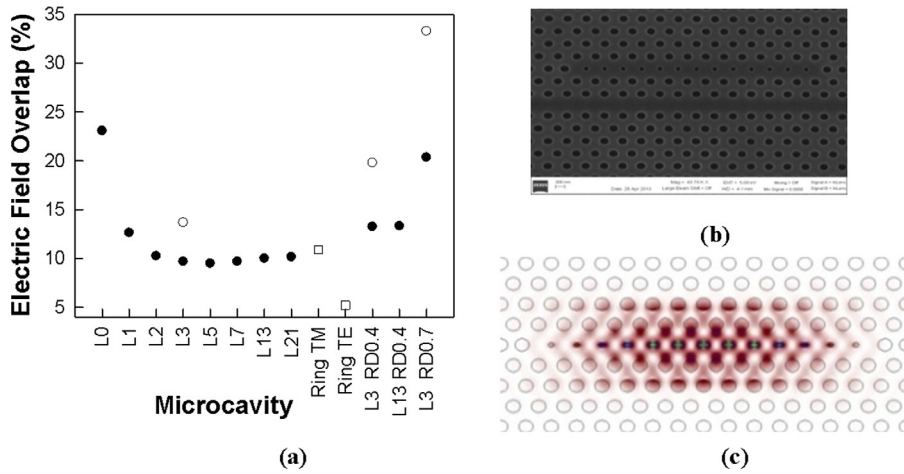 (a)
Electric Field Overlap (%)
35
30
25
20
15
10
5
L0
L1
L2
L3
L5
L7
L13
L21
Ring TM
Ring TE
L3 RD0.4
L13 RD0.4
L3 RD0.7
Microcavity
(a)
(b)
(b)
(c)